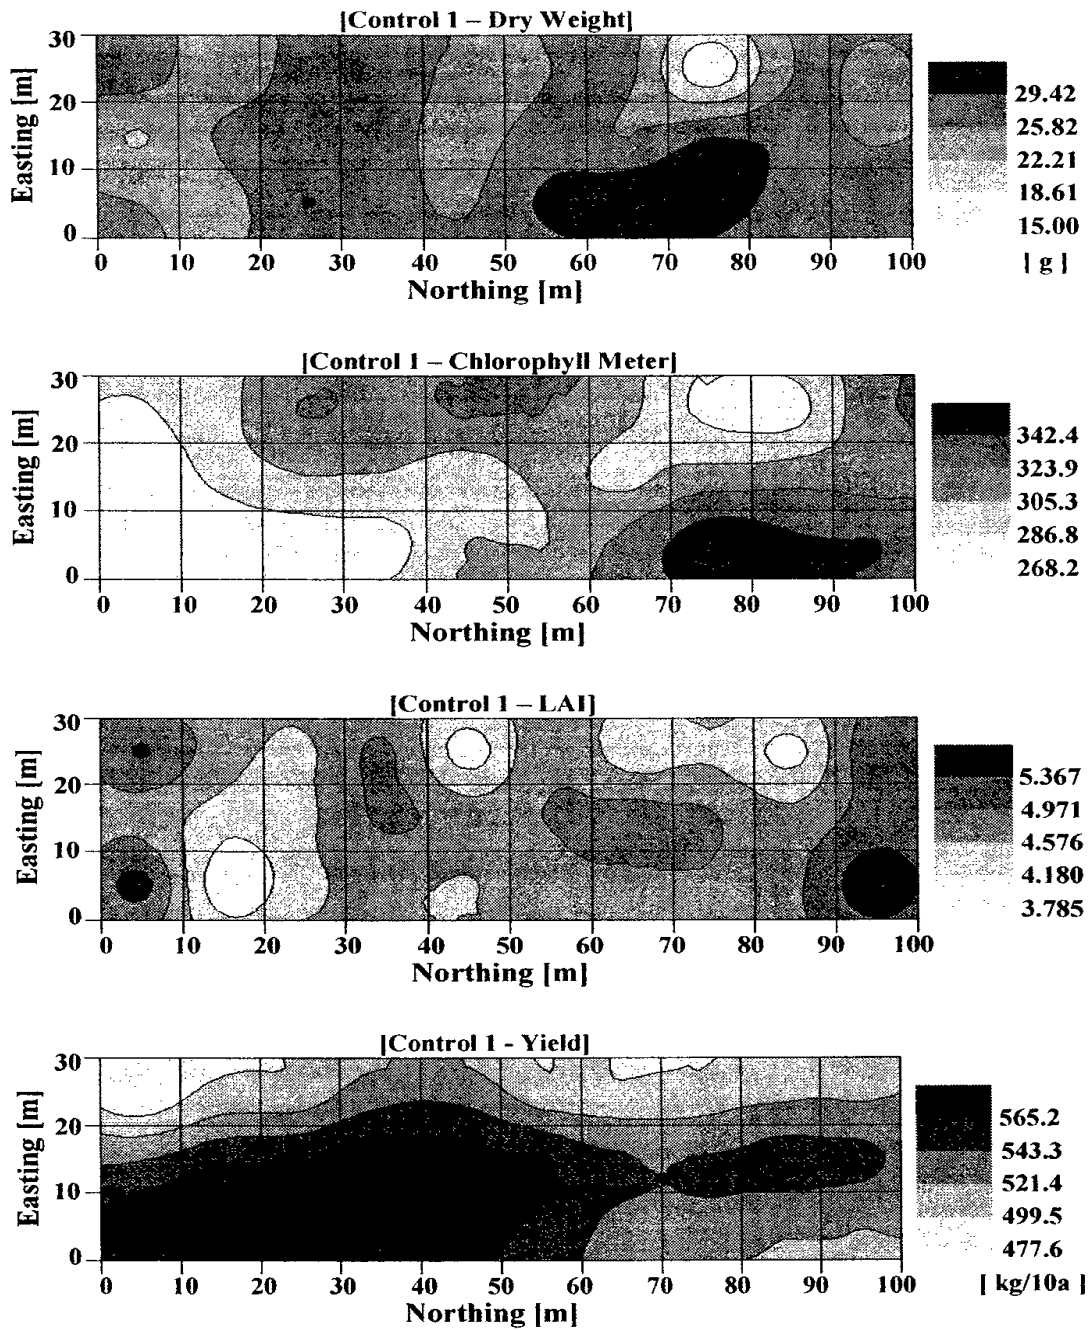 [Control 1 – Dry Weight]
30
20
10
0
Easting [m]
0 10 20 30 40 50 60 70 80 90 100
Northing [m]
29.42
25.82
22.21
18.61
15.00
[ g ]
[Control 1 – Chlorophyll Meter]
30
20
10
0
Easting [m]
0 10 20 30 40 50 60 70 80 90 100
Northing [m]
342.4
323.9
305.3
286.8
268.2
[Control 1 – LAI]
30
20
10
0
Easting [m]
0 10 20 30 40 50 60 70 80 90 100
Northing [m]
5.367
4.971
4.576
4.180
3.785
[Control 1 - Yield]
30
20
10
0
Easting [m]
0 10 20 30 40 50 60 70 80 90 100
Northing [m]
565.2
543.3
521.4
499.5
477.6
[ kg/10a ]